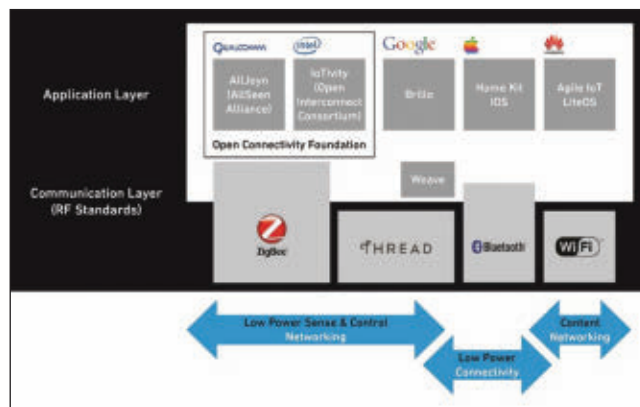 QUALCOMM
intel
Google
Application Layer
AllJoyn
(AllSeen
Alliance)
IoTivity
(Open
Interconnect
Consortium)
Brillo
Home Kit
iOS
Agile IoT
LiteOS
Open Connectivity Foundation
Communication Layer
(RF Standards)
Weave
ZigBee
THREAD
Bluetooth
WiFi
Low Power Sense & Control
Networking
Low Power
Connectivity
Content
Networking